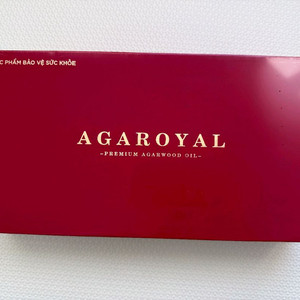 C PHẨM BẢO VỆ SỨC KHỎE
AGAROYAL
–PREMIUM AGARWOOD OIL–